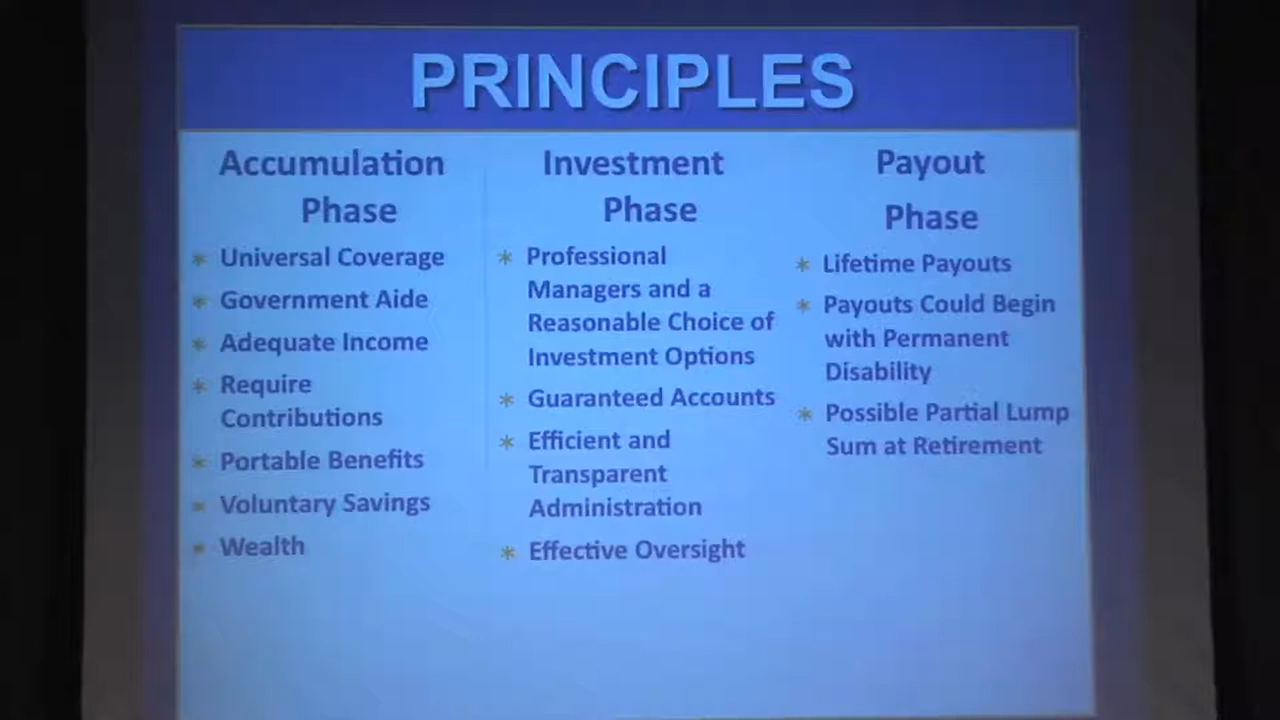 PRINCIPLES
Accumulation
Phase
* Universal Coverage
* Government Aide
* Adequate Income
* Require
Contributions
* Portable Benefits
* Voluntary Savings
* Wealth
Investment
Phase
* Professional
Managers and a
Reasonable Choice of
Investment Options
* Guaranteed Accounts
* Efficient and
Transparent
Administration
* Effective Oversight
Payout
Phase
* Lifetime Payouts
* Payouts Could Begin
with Permanent
Disability
* Possible Partial Lump
Sum at Retirement